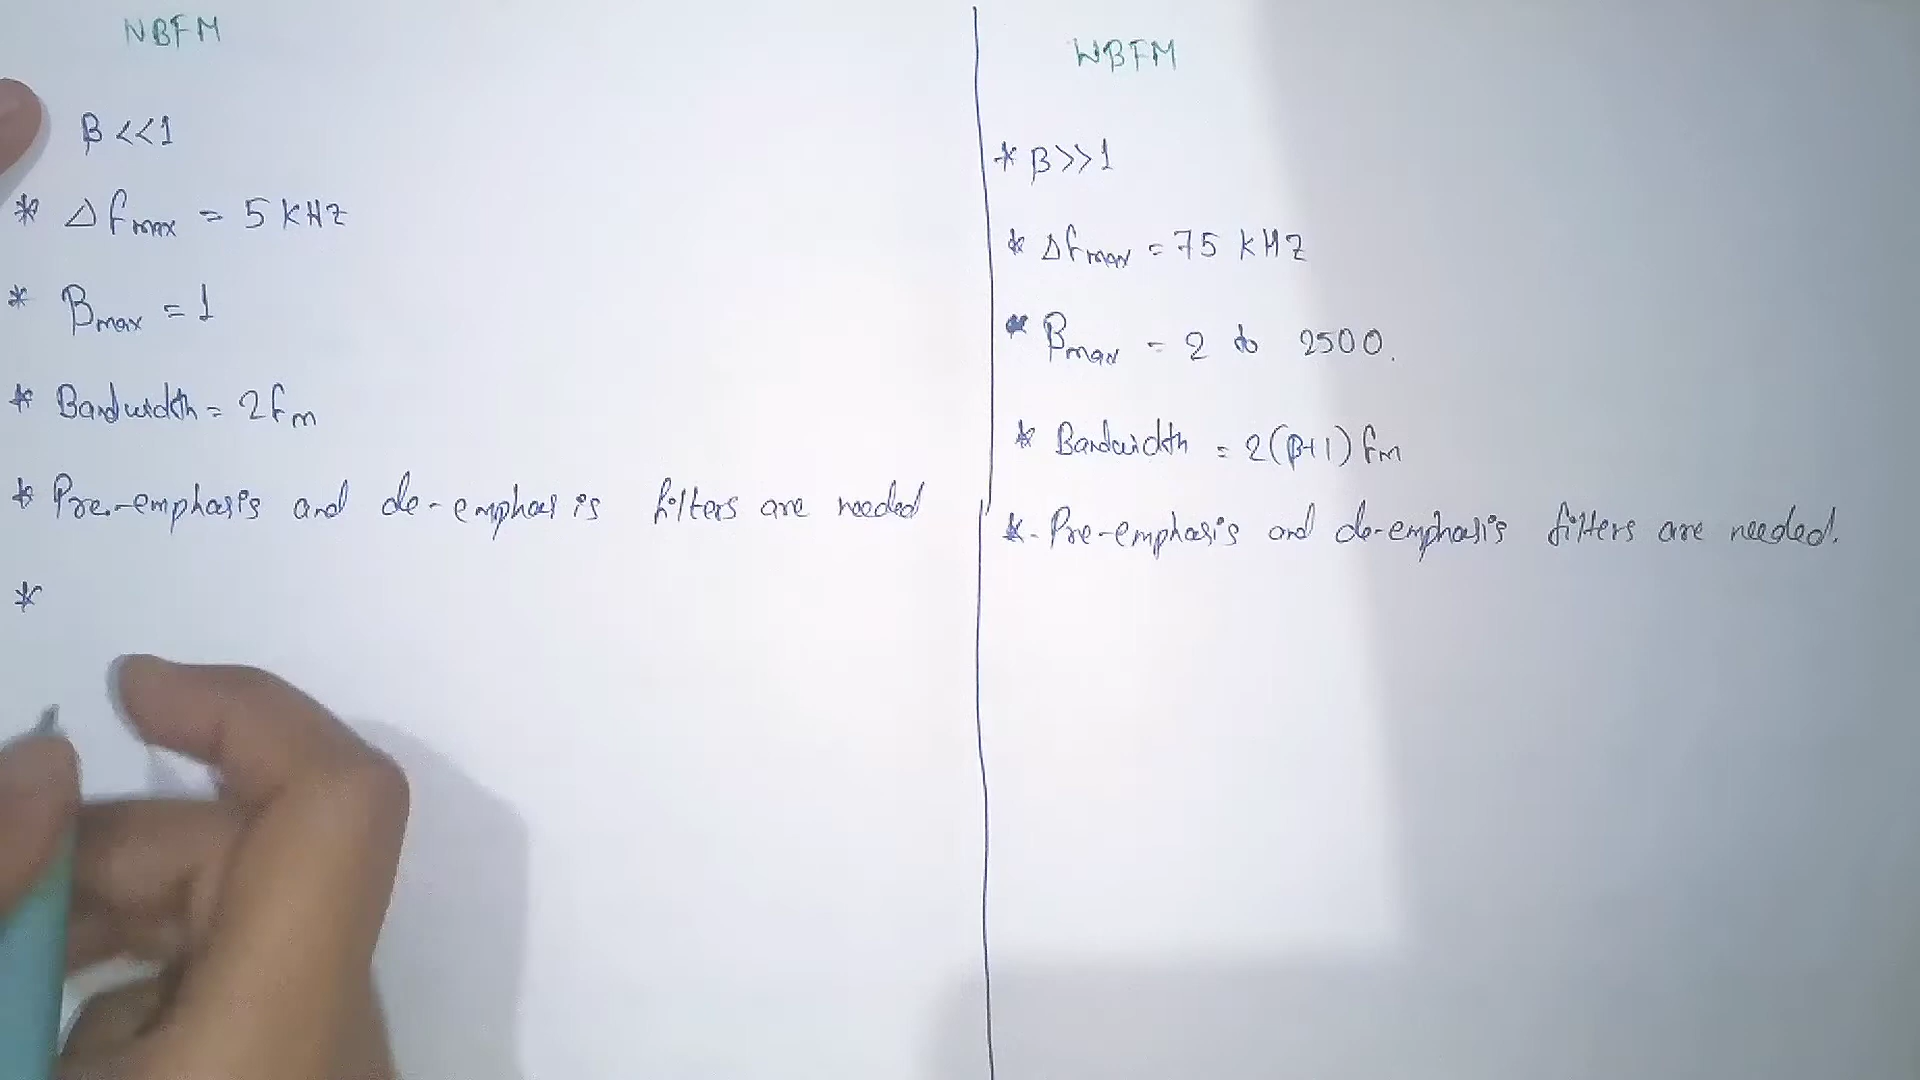 NBFM
β <<1
* Δfmax = 5 kHz
* βmax = 1
* Bandwidth = 2fm
* Pre-emphasis and de-emphasis filters are needed
*
WBFM
* β>>1
* Δfmax = 75 kHz
* βmax = 2 to 2500.
* Bandwidth = 2(β+1)fm
*-Pre-emphasis and de-emphasis filters are needed.